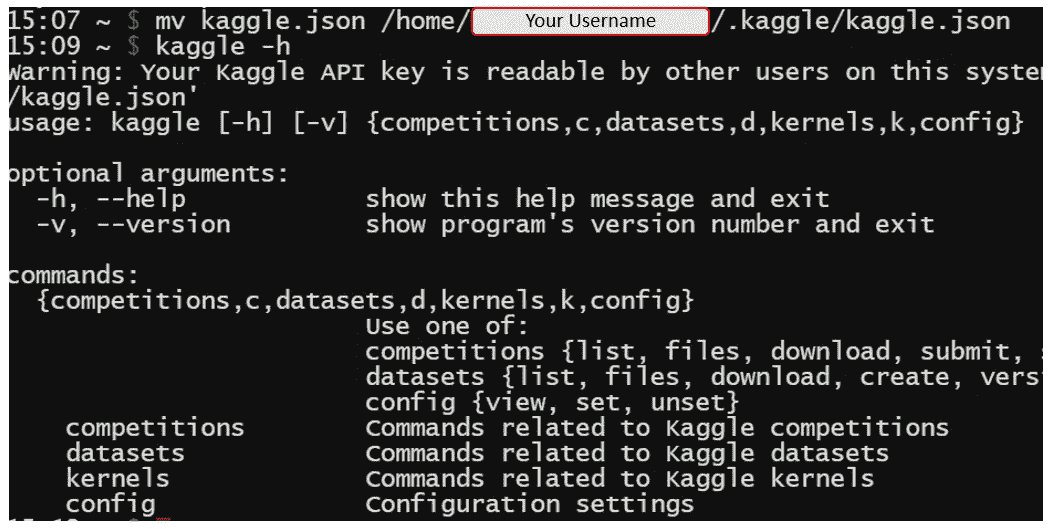 15:07 ~ $ mv kaggle.json /home/ Your Username /.kaggle/kaggle.json
15:09 ~ $ kaggle -h
Warning: Your Kaggle API key is readable by other users on this
/kaggle.json'
usage: kaggle [-h] [-v] {competitions,c,datasets,d,kernels,k,config}
optional arguments:
-h, --help show this help message and exit
-v, --version show program's version number and exit
commands:
{competitions,c,datasets,d,kernels,k,config}
Use one of:
competitions {list, files, download, submit,
datasets {list, files, download, create,
config {view, set, unset}
competitions Commands related to Kaggle competitions
datasets Commands related to Kaggle datasets
kernels Commands related to Kaggle kernels
config Configuration settings